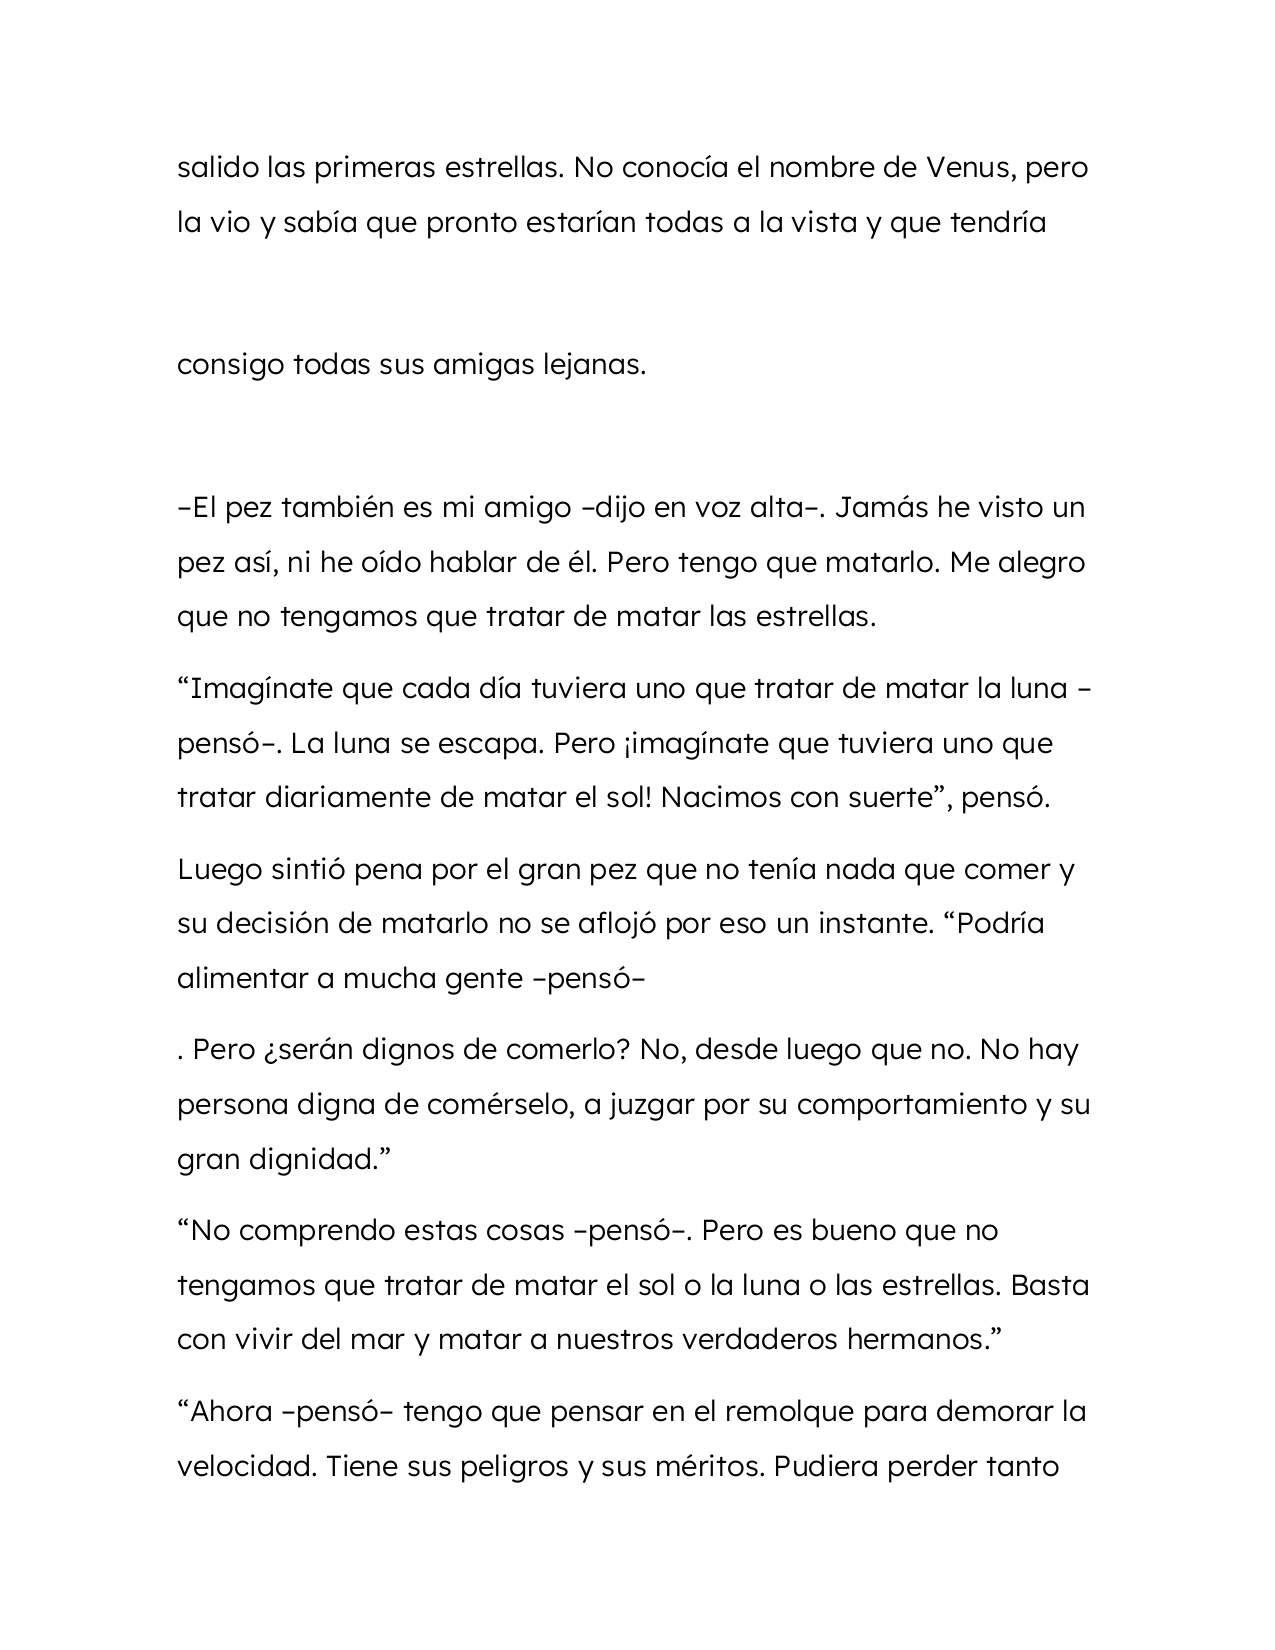 salido las primeras estrellas. No conocía el nombre de Venus, pero
la vio y sabía que pronto estarían todas a la vista y que tendría
consigo todas sus amigas lejanas.
–El pez también es mi amigo –dijo en voz alta–. Jamás he visto un
pez así, ni he oído hablar de él. Pero tengo que matarlo. Me alegro
que no tengamos que tratar de matar las estrellas.
“Imagínate que cada día tuviera uno que tratar de matar la luna –
pensó–. La luna se escapa. Pero ¡imagínate que tuviera uno que
tratar diariamente de matar el sol! Nacimos con suerte”, pensó.
Luego sintió pena por el gran pez que no tenía nada que comer y
su decisión de matarlo no se aflojó por eso un instante. “Podría
alimentar a mucha gente –pensó–
. Pero ¿serán dignos de comerlo? No, desde luego que no. No hay
persona digna de comérselo, a juzgar por su comportamiento y su
gran dignidad.”
“No comprendo estas cosas –pensó–. Pero es bueno que no
tengamos que tratar de matar el sol o la luna o las estrellas. Basta
con vivir del mar y matar a nuestros verdaderos hermanos.”
“Ahora –pensó– tengo que pensar en el remolque para demorar la
velocidad. Tiene sus peligros y sus méritos. Pudiera perder tanto